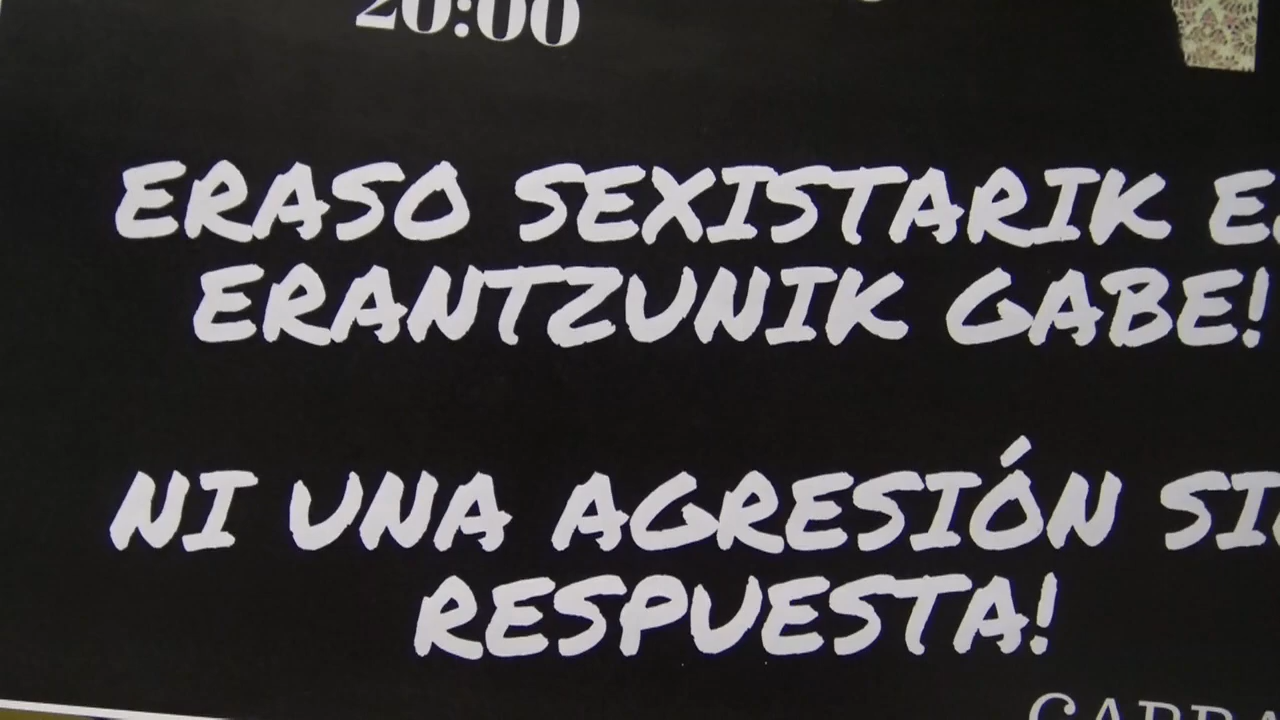 20:00
ERASO SEXISTARIK
ERANTZUNIK GABE!
NI UNA AGRESIÓN
RESPUESTA!